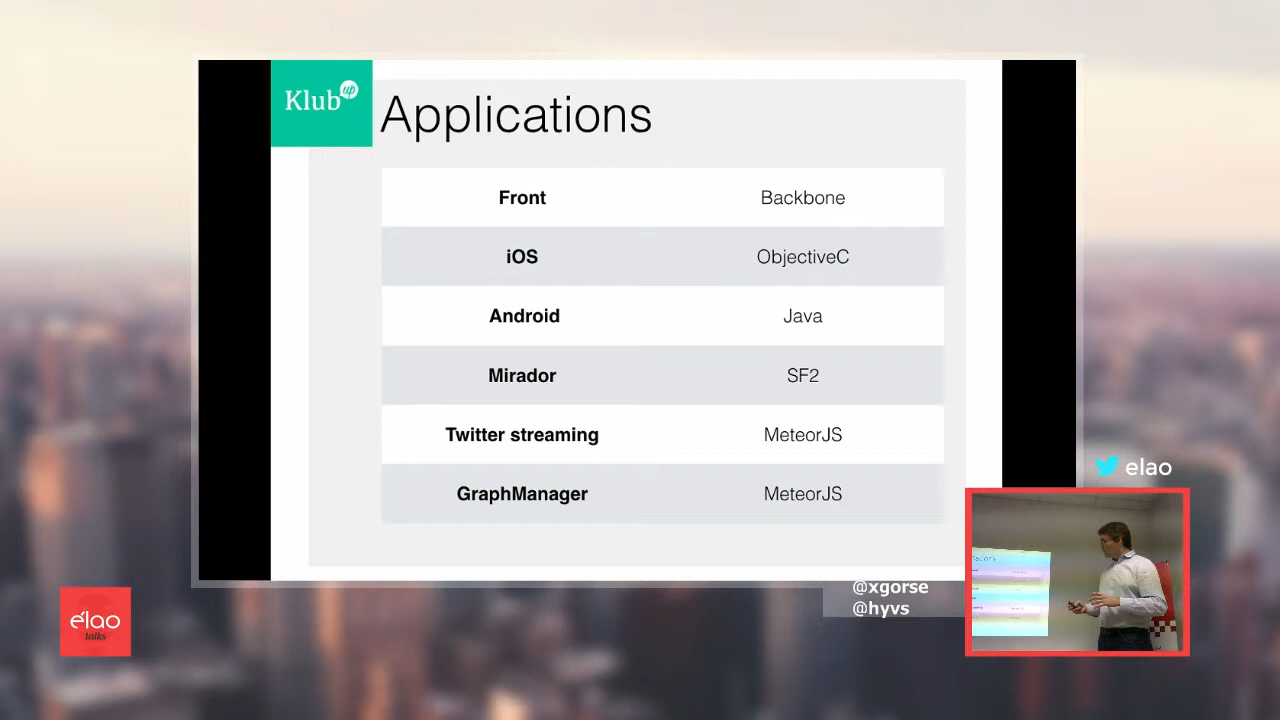 Klub up
Applications
Front Backbone
iOS ObjectiveC
Android Java
Mirador SF2
Twitter streaming MeteorJS
GraphManager MeteorJS
elao
@xgorse
@hyvs
élao
talks